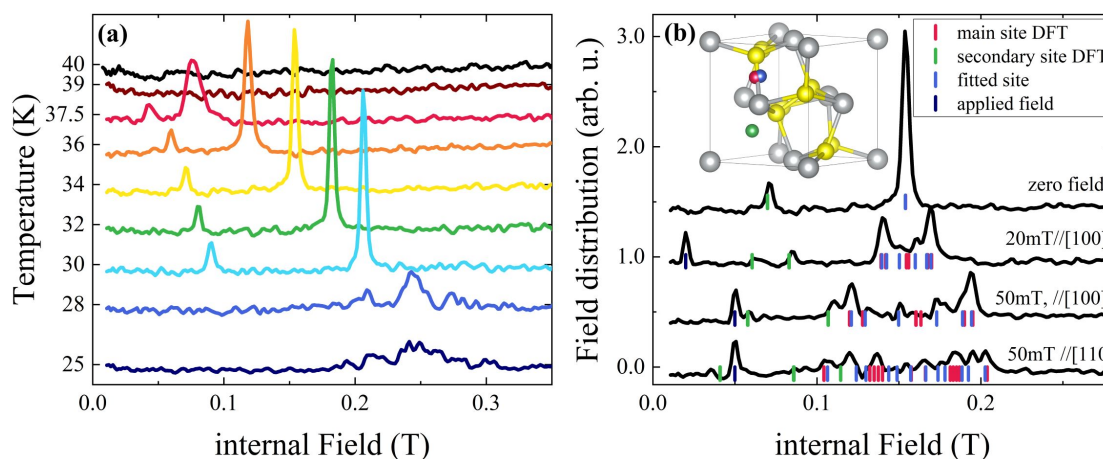 (a)
Temperature (K)
40
39
37.5
36
34
32
30
28
25
0.0 0.1 0.2 0.3
internal Field (T)
(b)
Field distribution (arb. u.)
3.0
2.0
1.0
0.0
main site DFT
secondary site DFT
fitted site
applied field
zero field
20mT//[100]
50mT, //[100]
50mT //[110]
0.0 0.1 0.2
internal Field (T)